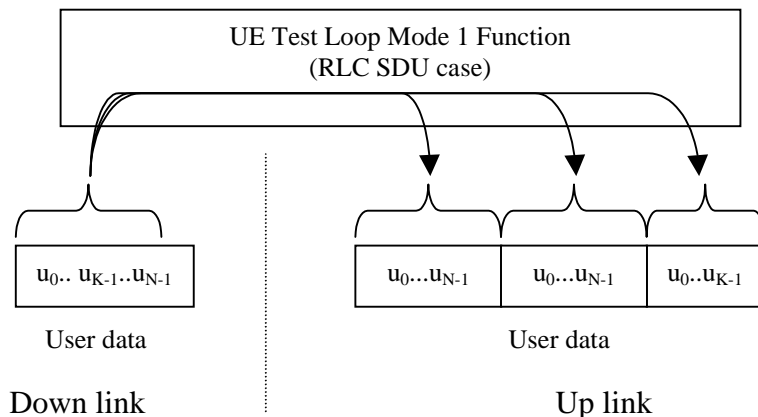 UE Test Loop Mode 1 Function
(RLC SDU case)
u0.. uK-1..uN-1
u0...uN-1
u0...uN-1
u0..uK-1
User data
User data
Down link
Up link